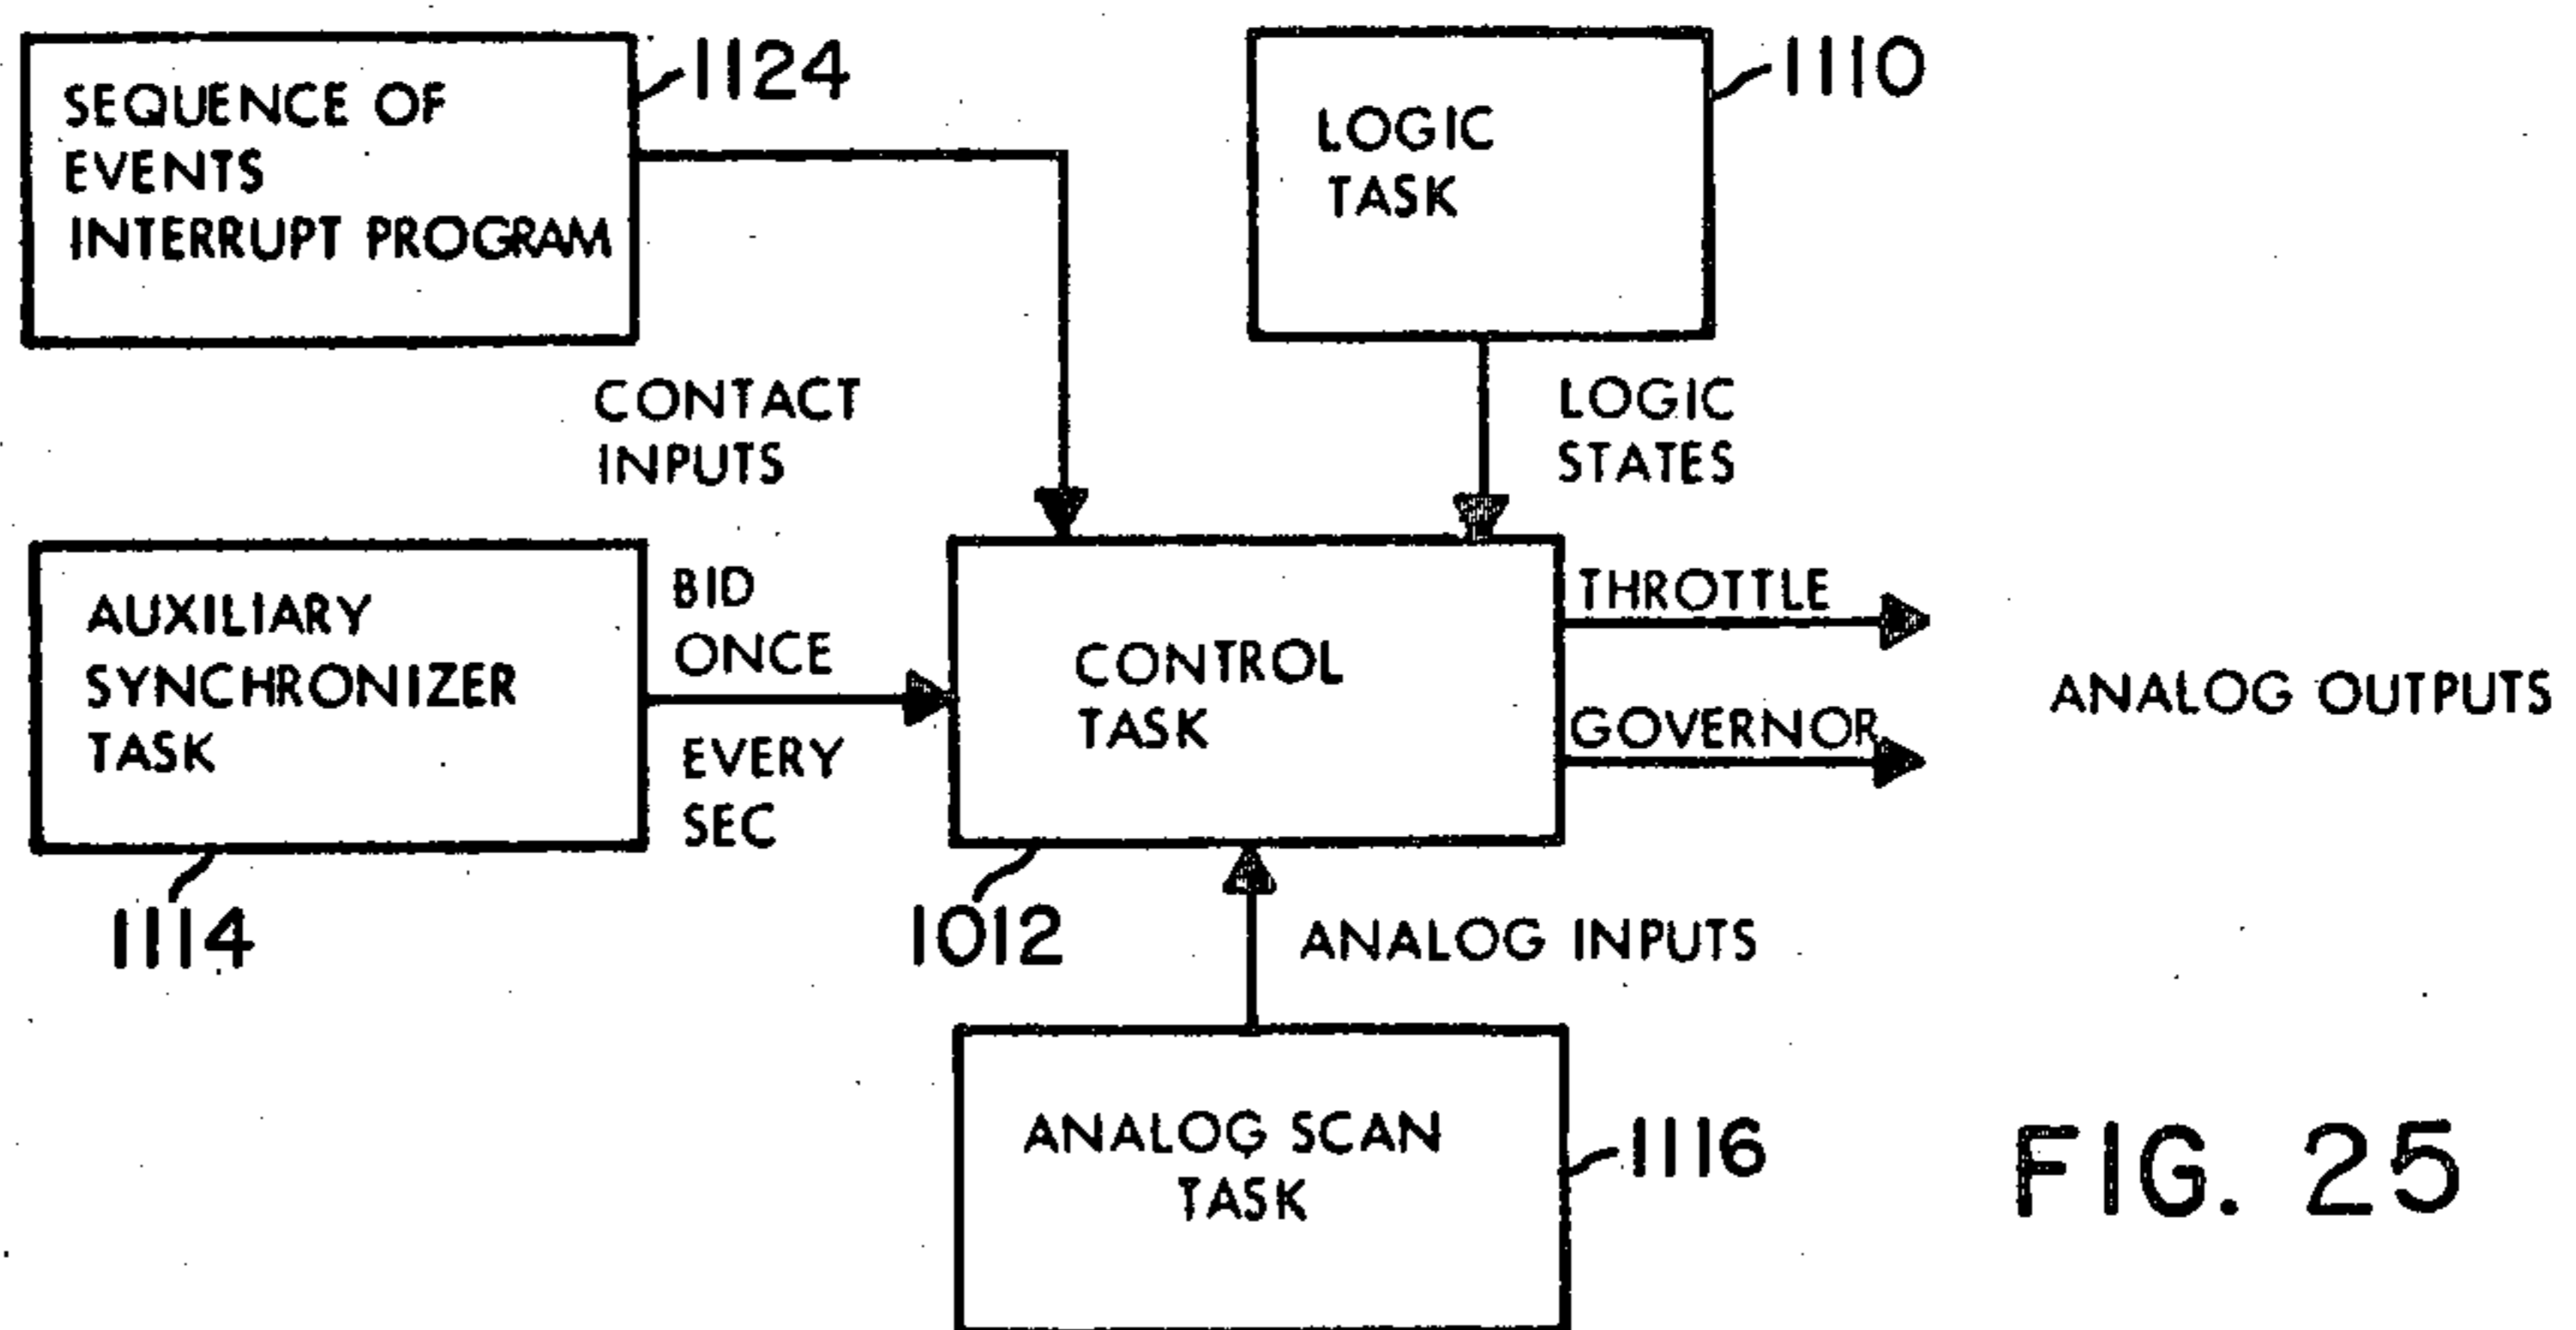 SEQUENCE OF
EVENTS
INTERRUPT PROGRAM
1124
LOGIC
TASK
1110
CONTACT
INPUTS
LOGIC
STATES
AUXILIARY
SYNCHRONIZER
TASK
1114
BID
ONCE
EVERY
SEC
CONTROL
TASK
1012
THROTTLE
GOVERNOR
ANALOG OUTPUTS
ANALOG INPUTS
ANALOG SCAN
TASK
1116
FIG. 25